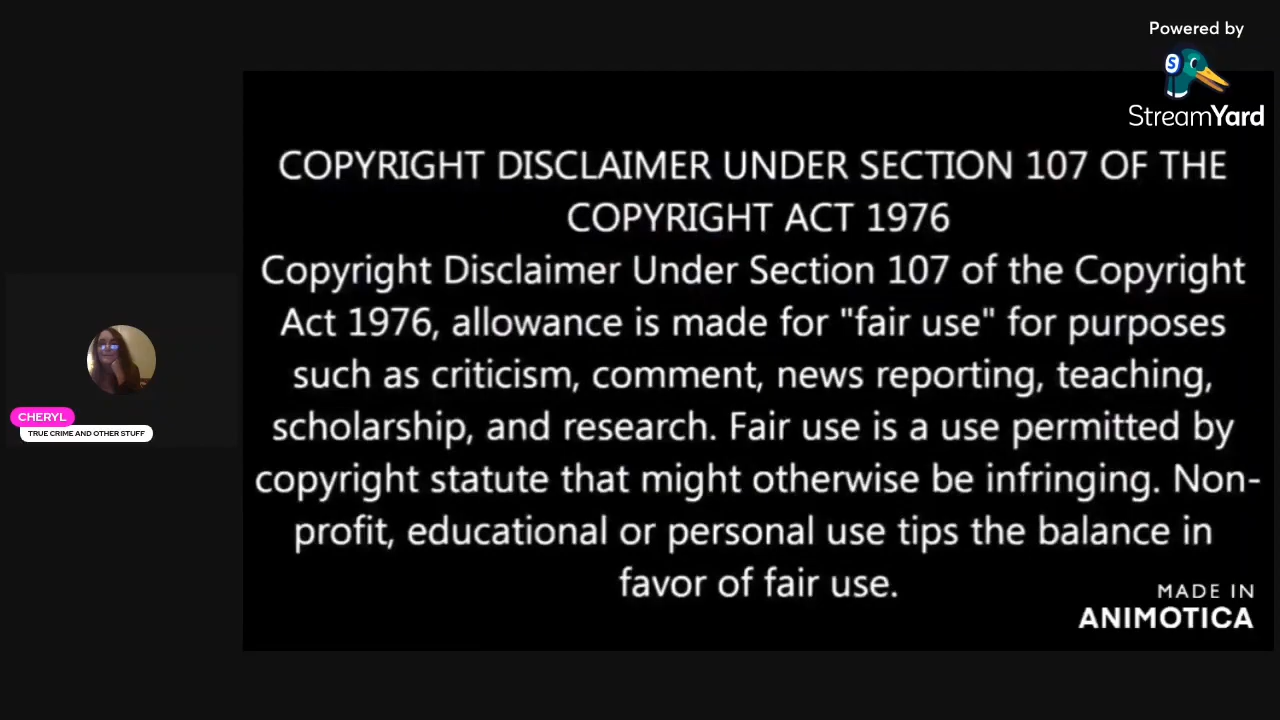 Powered by
StreamYard
COPYRIGHT DISCLAIMER UNDER SECTION 107 OF THE
COPYRIGHT ACT 1976
Copyright Disclaimer Under Section 107 of the Copyright
Act 1976, allowance is made for "fair use" for purposes
such as criticism, comment, news reporting, teaching,
scholarship, and research. Fair use is a use permitted by
copyright statute that might otherwise be infringing. Non-
profit, educational or personal use tips the balance in
favor of fair use.
MADE IN
ANIMOTICA
CHERYL
TRUE CRIME AND OTHER STUFF